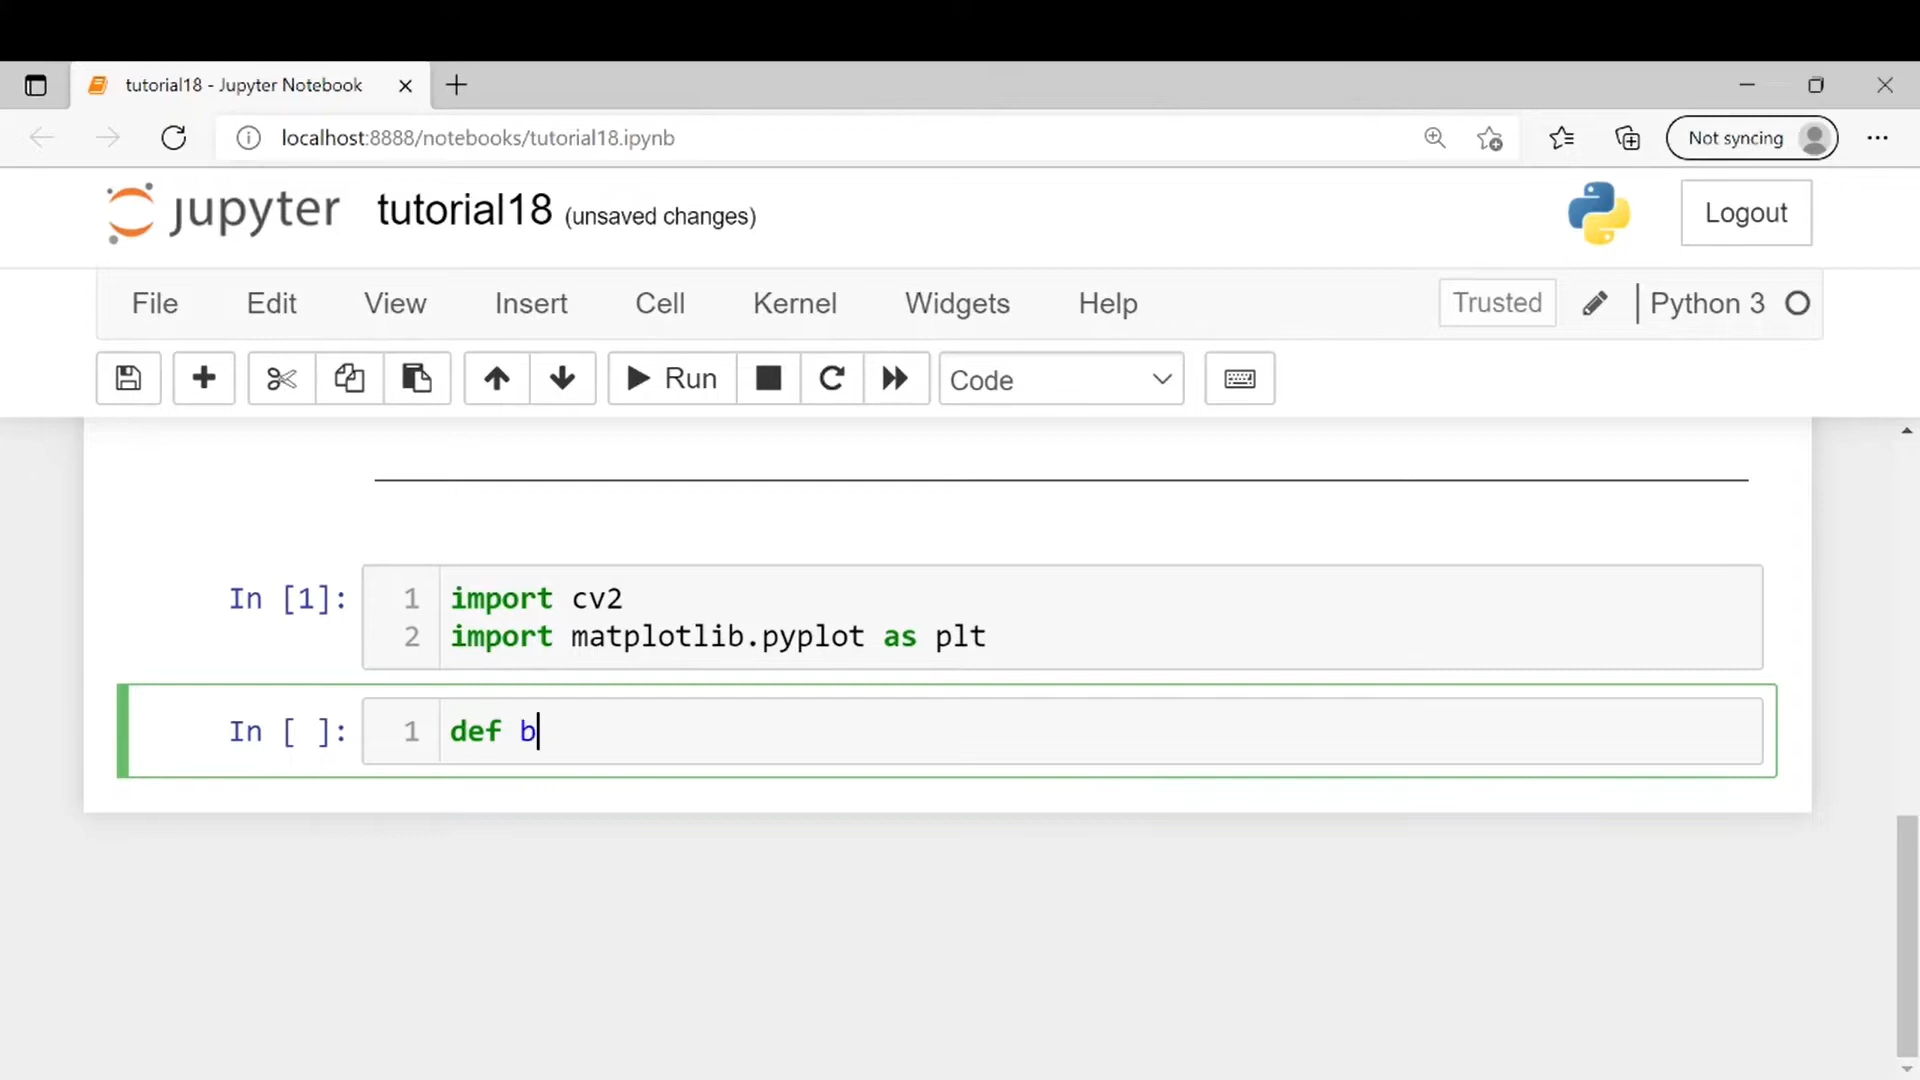 tutorial18 - Jupyter Notebook
localhost:8888/notebooks/tutorial18.ipynb
Not syncing
jupyter tutorial18 (unsaved changes)
Logout
File Edit View Insert Cell Kernel Widgets Help
Trusted
Python 3
Run
Code
In [1]:
1 import cv2
2 import matplotlib.pyplot as plt
In [ ]:
1 def b